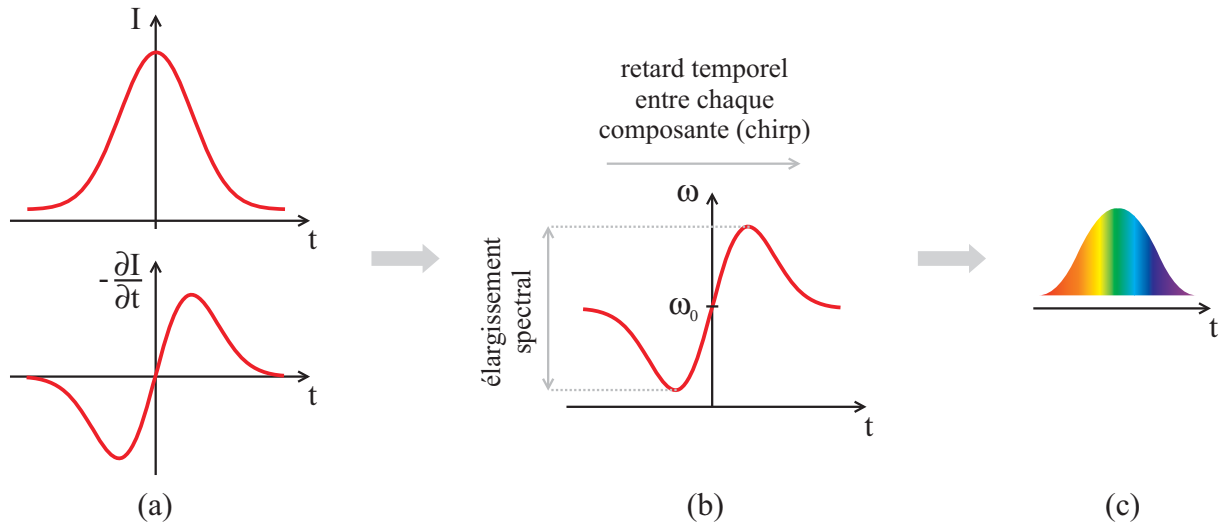 I
t
-∂I/∂t
t
(a)
retard temporel
entre chaque
composante (chirp)
ω
ω₀
élargissement
spectral
t
(b)
t
(c)